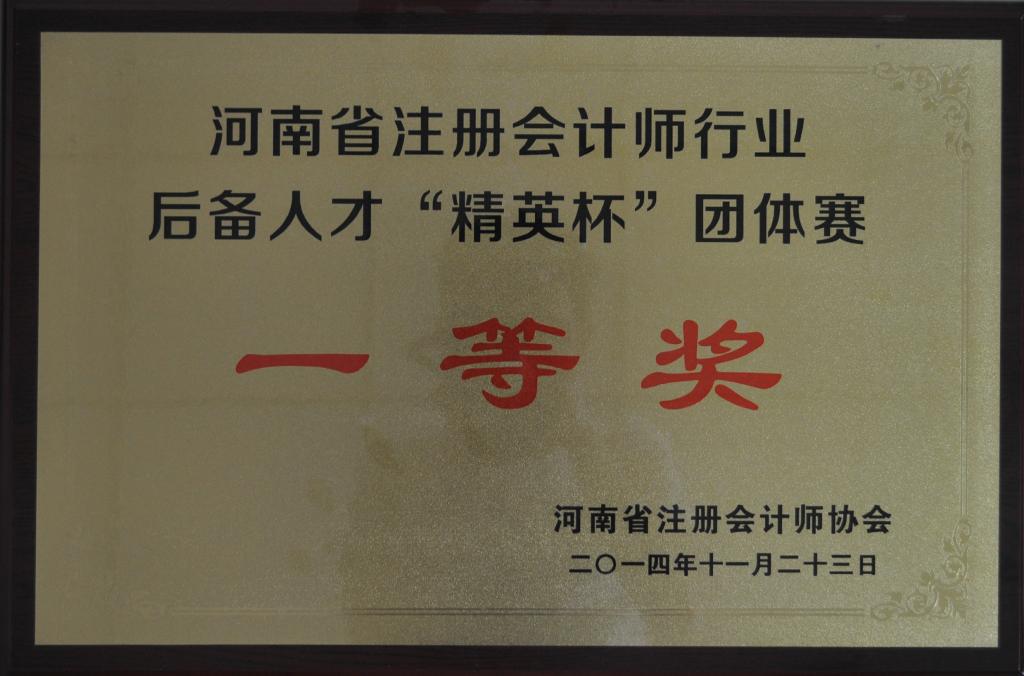 河南省注册会计师行业
后备人才“精英杯”团体赛
一等奖
河南省注册会计师协会
二〇一四年十一月二十三日